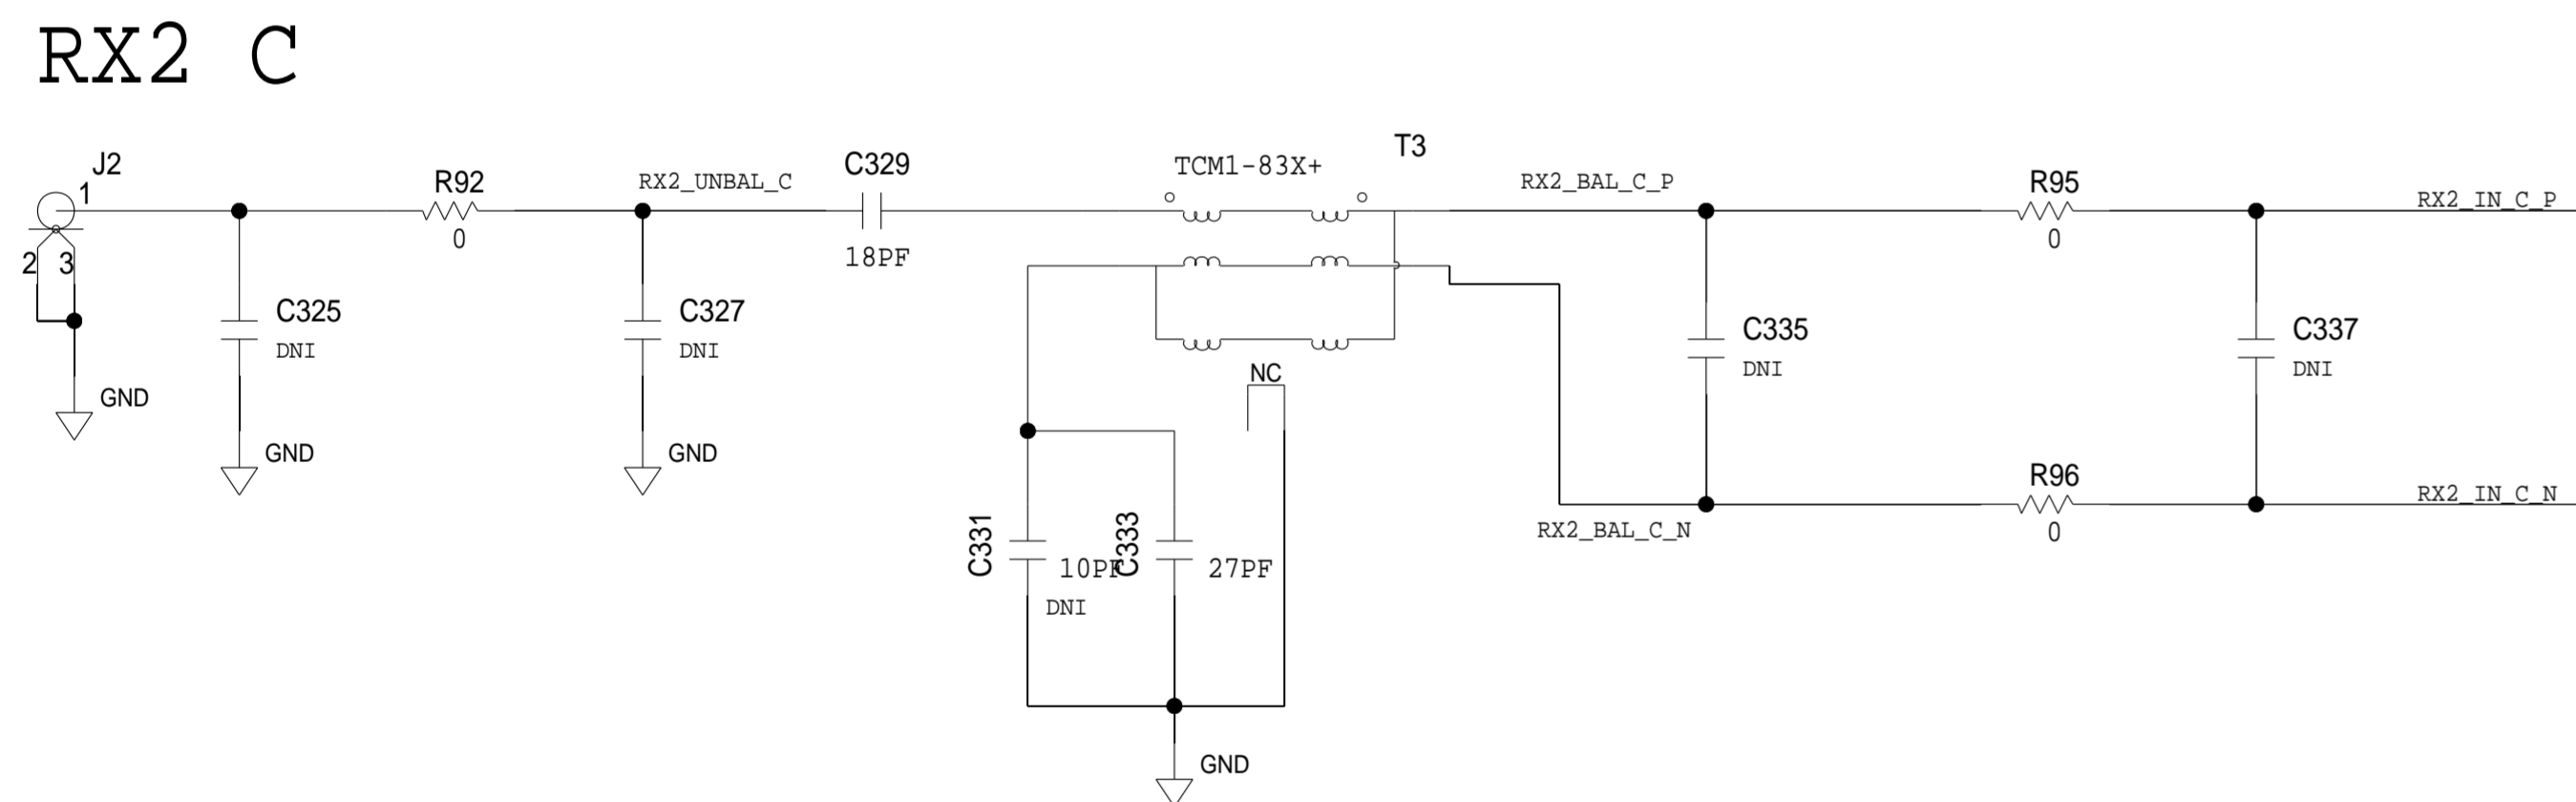 RX2 C
J2
1
2
3
GND
C325
DNI
GND
R92
0
RX2_UNBAL_C
C327
DNI
GND
C329
18PF
TCM1-83X+
T3
NC
C331
10PF
DNI
C333
27PF
GND
RX2_BAL_C_P
RX2_BAL_C_N
C335
DNI
R95
0
R96
0
C337
DNI
RX2_IN_C_P
RX2_IN_C_N